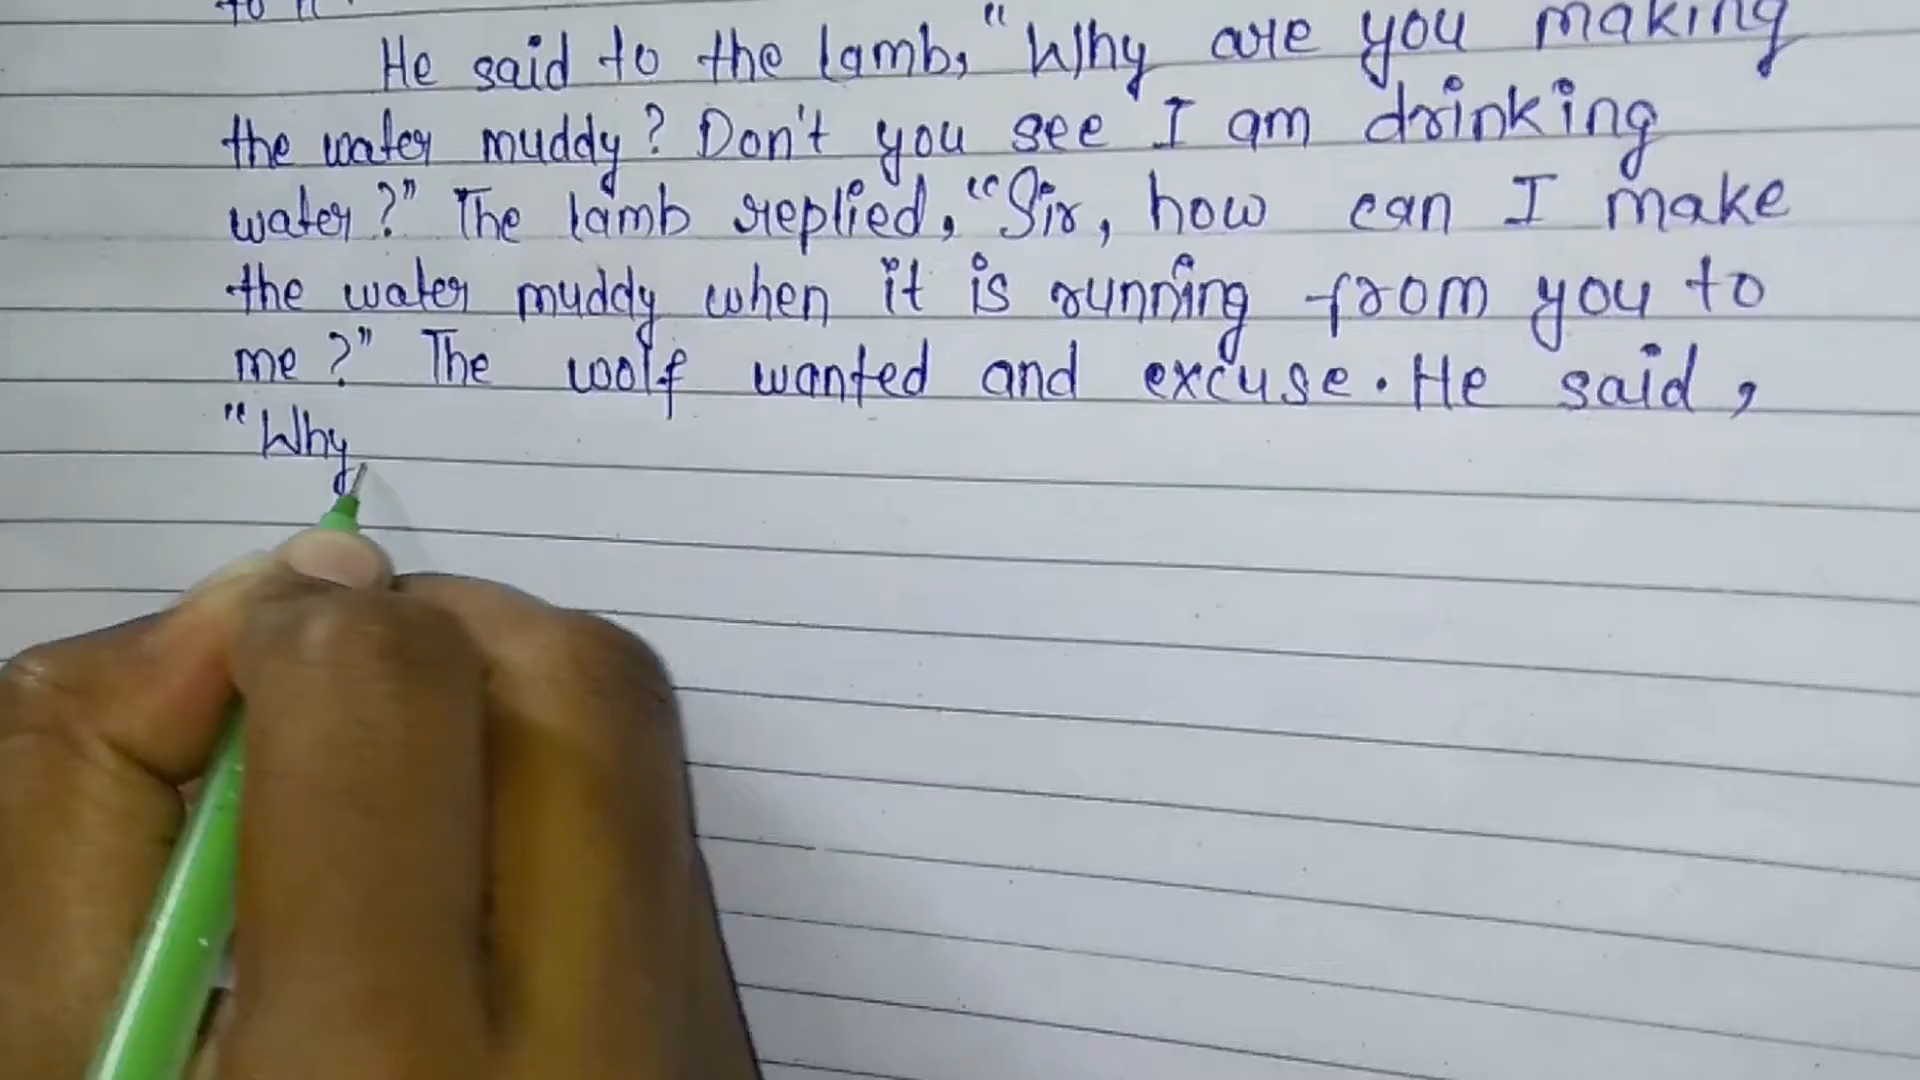 He said to the lamb, "Why are you making
the water muddy? Don't you see I am drinking
water?" The lamb replied, "Sir, how can I make
the water muddy when it is running from you to
me?" The woolf wanted and excuse. He said,
"Why